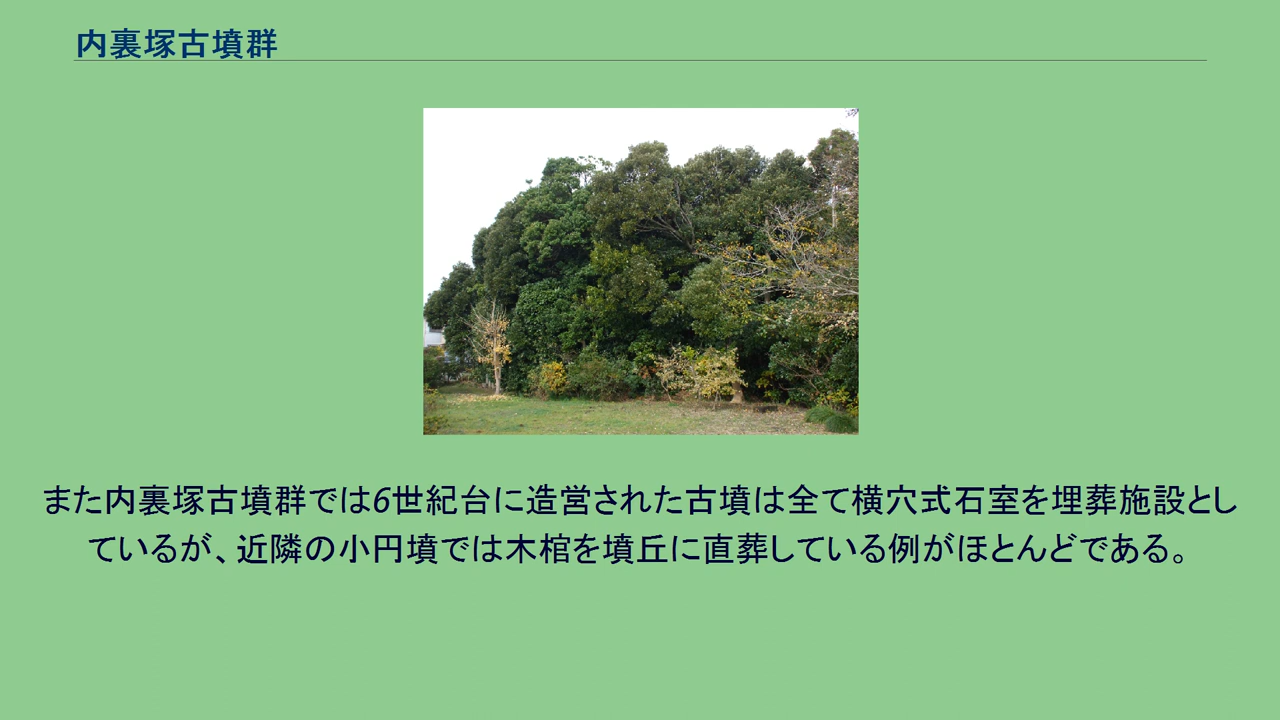 内裏塚古墳群
また内裏塚古墳群では6世紀台に造営された古墳は全て横穴式石室を埋葬施設とし
ているが、近隣の小円墳では木棺を墳丘に直葬している例がほとんどである。